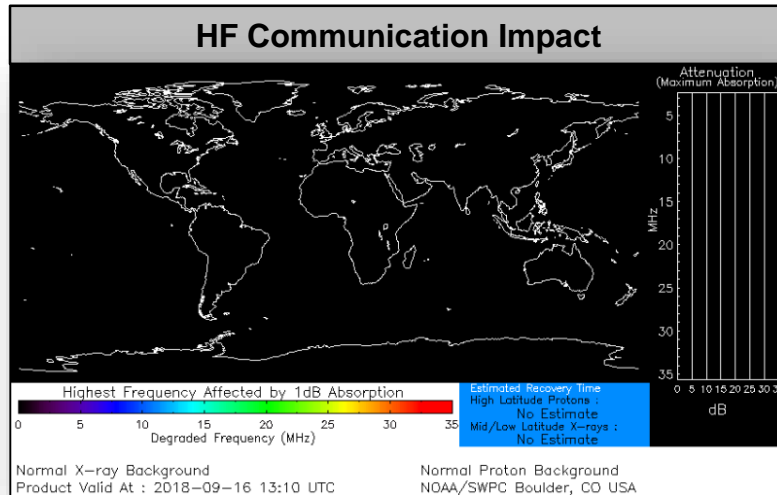 HF Communication Impact
Attenuation
(Maximum Absorption)
5
10
15
20
25
30
35
MHz
0 5 10 15 20 25 30 3
dB
Highest Frequency Affected by 1dB Absorption
0 5 10 15 20 25 30 35
Degraded Frequency (MHz)
Estimated Recovery Time
High Latitude Protons :
No Estimate
Mid/Low Latitude X-rays :
No Estimate
Normal X-ray Background
Product Valid At : 2018-09-16 13:10 UTC
Normal Proton Background
NOAA/SWPC Boulder, CO USA